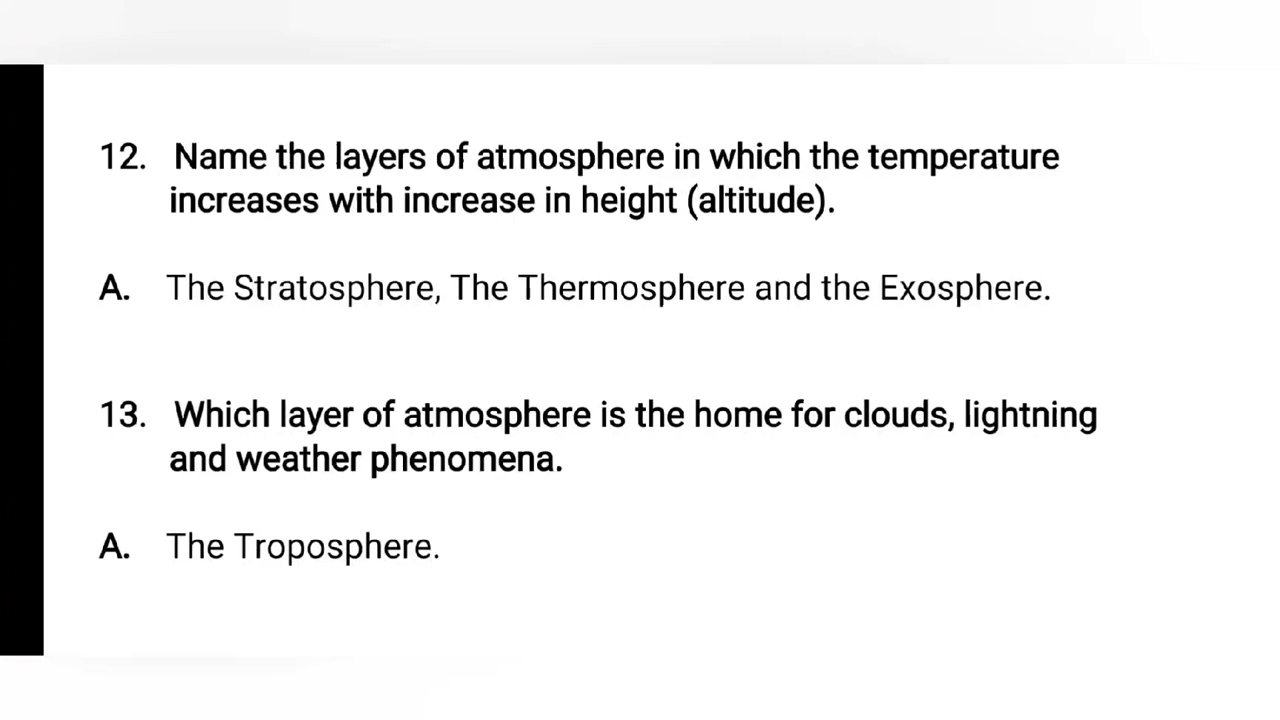 12. Name the layers of atmosphere in which the temperature
increases with increase in height (altitude).
A. The Stratosphere, The Thermosphere and the Exosphere.
13. Which layer of atmosphere is the home for clouds, lightning
and weather phenomena.
A. The Troposphere.